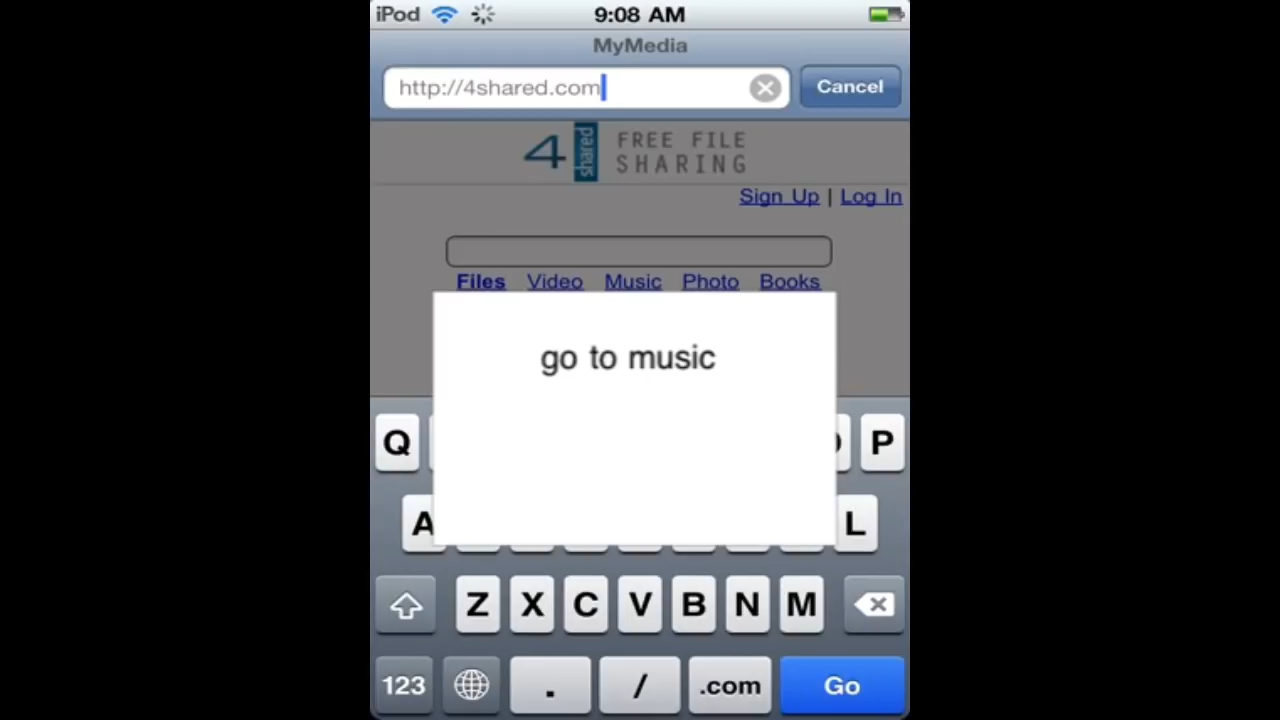 iPod
9:08 AM
MyMedia
http://4shared.com
Cancel
4 shared FREE FILE
SHARING
Sign Up | Log In
Files Video Music Photo Books
go to music
Q P
A L
Z X C V B N M
123 . / .com Go